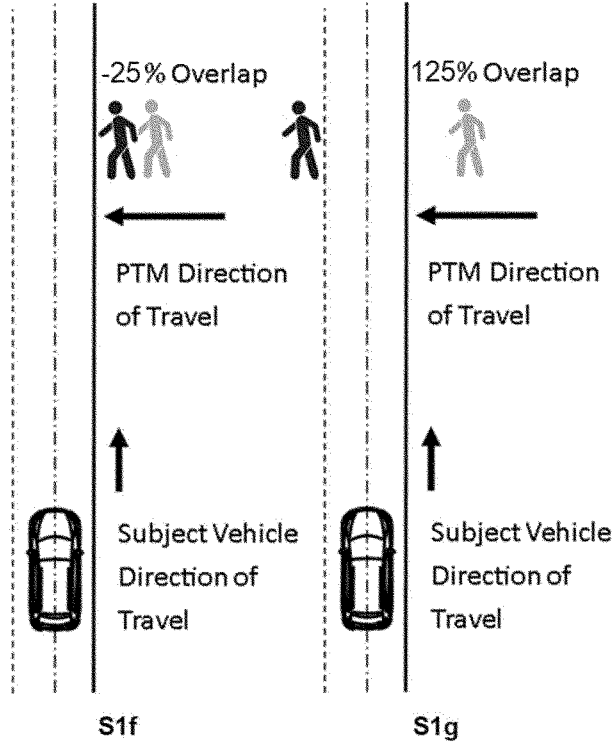 -25% Overlap
125% Overlap
PTM Direction
of Travel
PTM Direction
of Travel
Subject Vehicle
Direction of
Travel
Subject Vehicle
Direction of
Travel
S1f
S1g